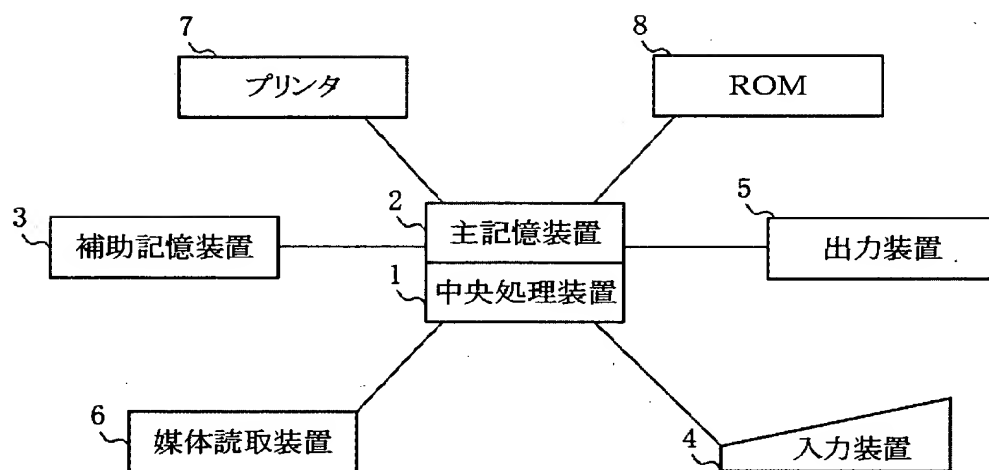 7
プリンタ
8
ROM
2
主記憶装置
3
補助記憶装置
5
出力装置
1
中央処理装置
6
媒体読取装置
4
入力装置